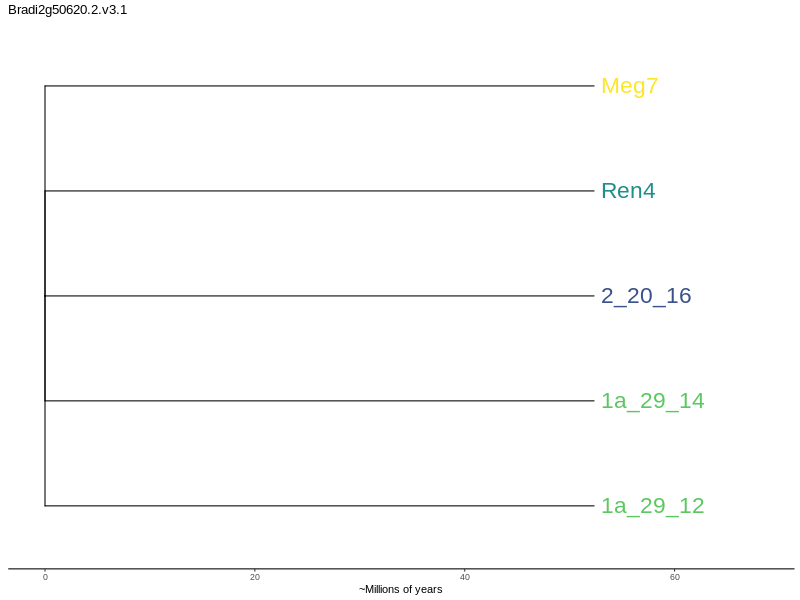 Bradi2g50620.2.v3.1
Meg7
Ren4
2_20_16
1a_29_14
1a_29_12
0 20 40 60
~Millions of years